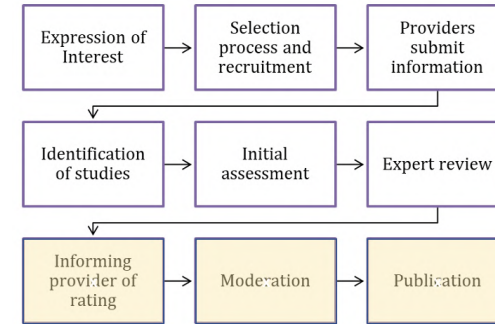 Expression of
Interest
Selection
process and
recruitment
Providers
submit
information
Identification
of studies
Initial
assessment
Expert review
Informing
provider of
rating
Moderation
Publication